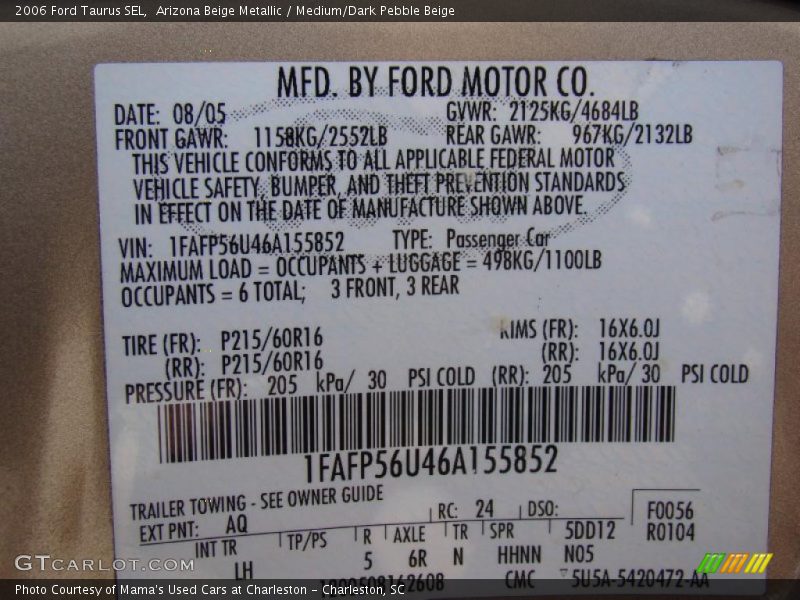 2006 Ford Taurus SEL,  Arizona Beige Metallic / Medium/Dark Pebble Beige
MFD. BY FORD MOTOR CO.
DATE: 08/05 GVWR: 2125KG/4684LB
FRONT GAWR: 1158KG/2552LB REAR GAWR: 967KG/2132LB
THIS VEHICLE CONFORMS TO ALL APPLICABLE FEDERAL MOTOR
VEHICLE SAFETY, BUMPER, AND THEFT PREVENTION STANDARDS
IN EFFECT ON THE DATE OF MANUFACTURE SHOWN ABOVE.
VIN: 1FAFP56U46A155852 TYPE: Passenger Car
MAXIMUM LOAD = OCCUPANTS + LUGGAGE = 498KG/1100LB
OCCUPANTS = 6 TOTAL; 3 FRONT, 3 REAR
TIRE (FR): P215/60R16 RIMS (FR): 16X6.0J
(RR): P215/60R16 (RR): 16X6.0J
PRESSURE (FR): 205 kPa/ 30 PSI COLD (RR): 205 kPa/ 30 PSI COLD
1FAFP56U46A155852
TRAILER TOWING - SEE OWNER GUIDE
EXT PNT: AQ RC: 24 DSO: F0056
INT TR TP/PS R AXLE TR SPR 5DD12 R0104
LH 5 6R N HHNN N05
CMC 5U5A-5420472-AA
GTCARLOT.COM
Photo Courtesy of Mama's Used Cars at Charleston - Charleston, SC